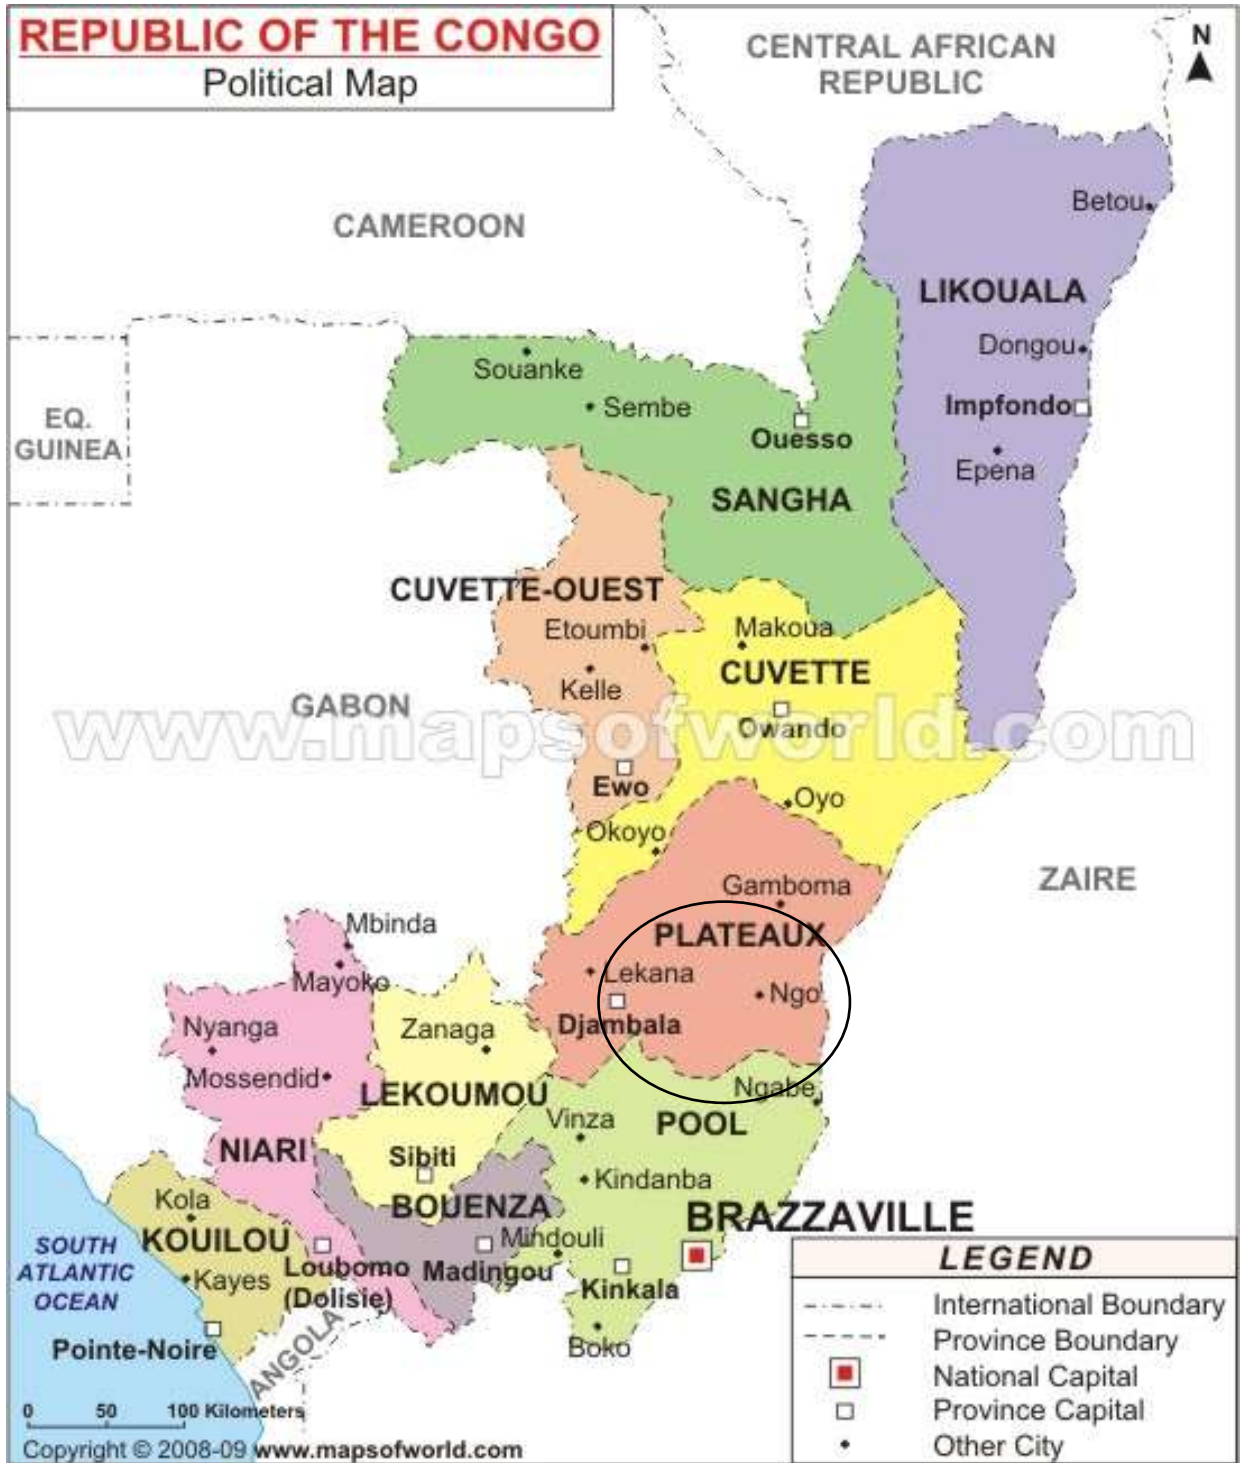 REPUBLIC OF THE CONGO
Political Map
CENTRAL AFRICAN
REPUBLIC
N
CAMEROON
Betou
LIKOUALA
Dongou
Souanke
EQ.
GUINEA
Sembe
Impfondo
Ouesso
Epena
SANGHA
CUVETTE-OUEST
Etoumbi
Makoua
Kelle
CUVETTE
GABON
www.mapsofworld.com
Owando
Ewo
Oyo
Okoyo
ZAIRE
Gamboma
PLATEAUX
Mbinda
Lekana
Mayoko
Ngo
Djambala
Nyanga
Zanaga
Mossendid
LEKOUMOU
Ngabe
Vinza
POOL
NIARI
Sibiti
Kindanba
Kola
BOUENZA
BRAZZAVILLE
KOUILOU
Mindouli
SOUTH
ATLANTIC
OCEAN
Kayes
Loubomo
(Dolisie)
Madingou
Kinkala
Pointe-Noire
ANGOLA
Boko
LEGEND
International Boundary
Province Boundary
National Capital
Province Capital
Other City
0 50 100 Kilometers
Copyright © 2008-09 www.mapsofworld.com